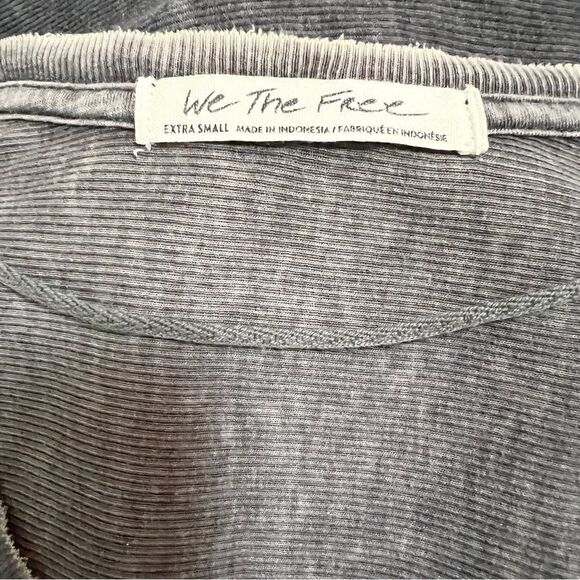 We The Free
EXTRA SMALL MADE IN INDONESIA / FABRIQUÉ EN INDONÉSIE